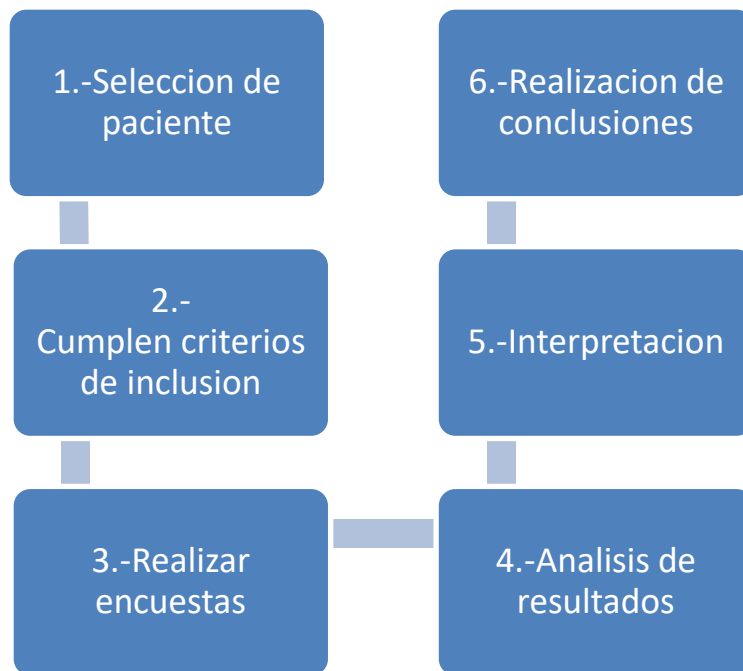 1.-Seleccion de
paciente
2.-
Cumplen criterios
de inclusion
3.-Realizar
encuestas
4.-Analisis de
resultados
5.-Interpretacion
6.-Realizacion de
conclusiones